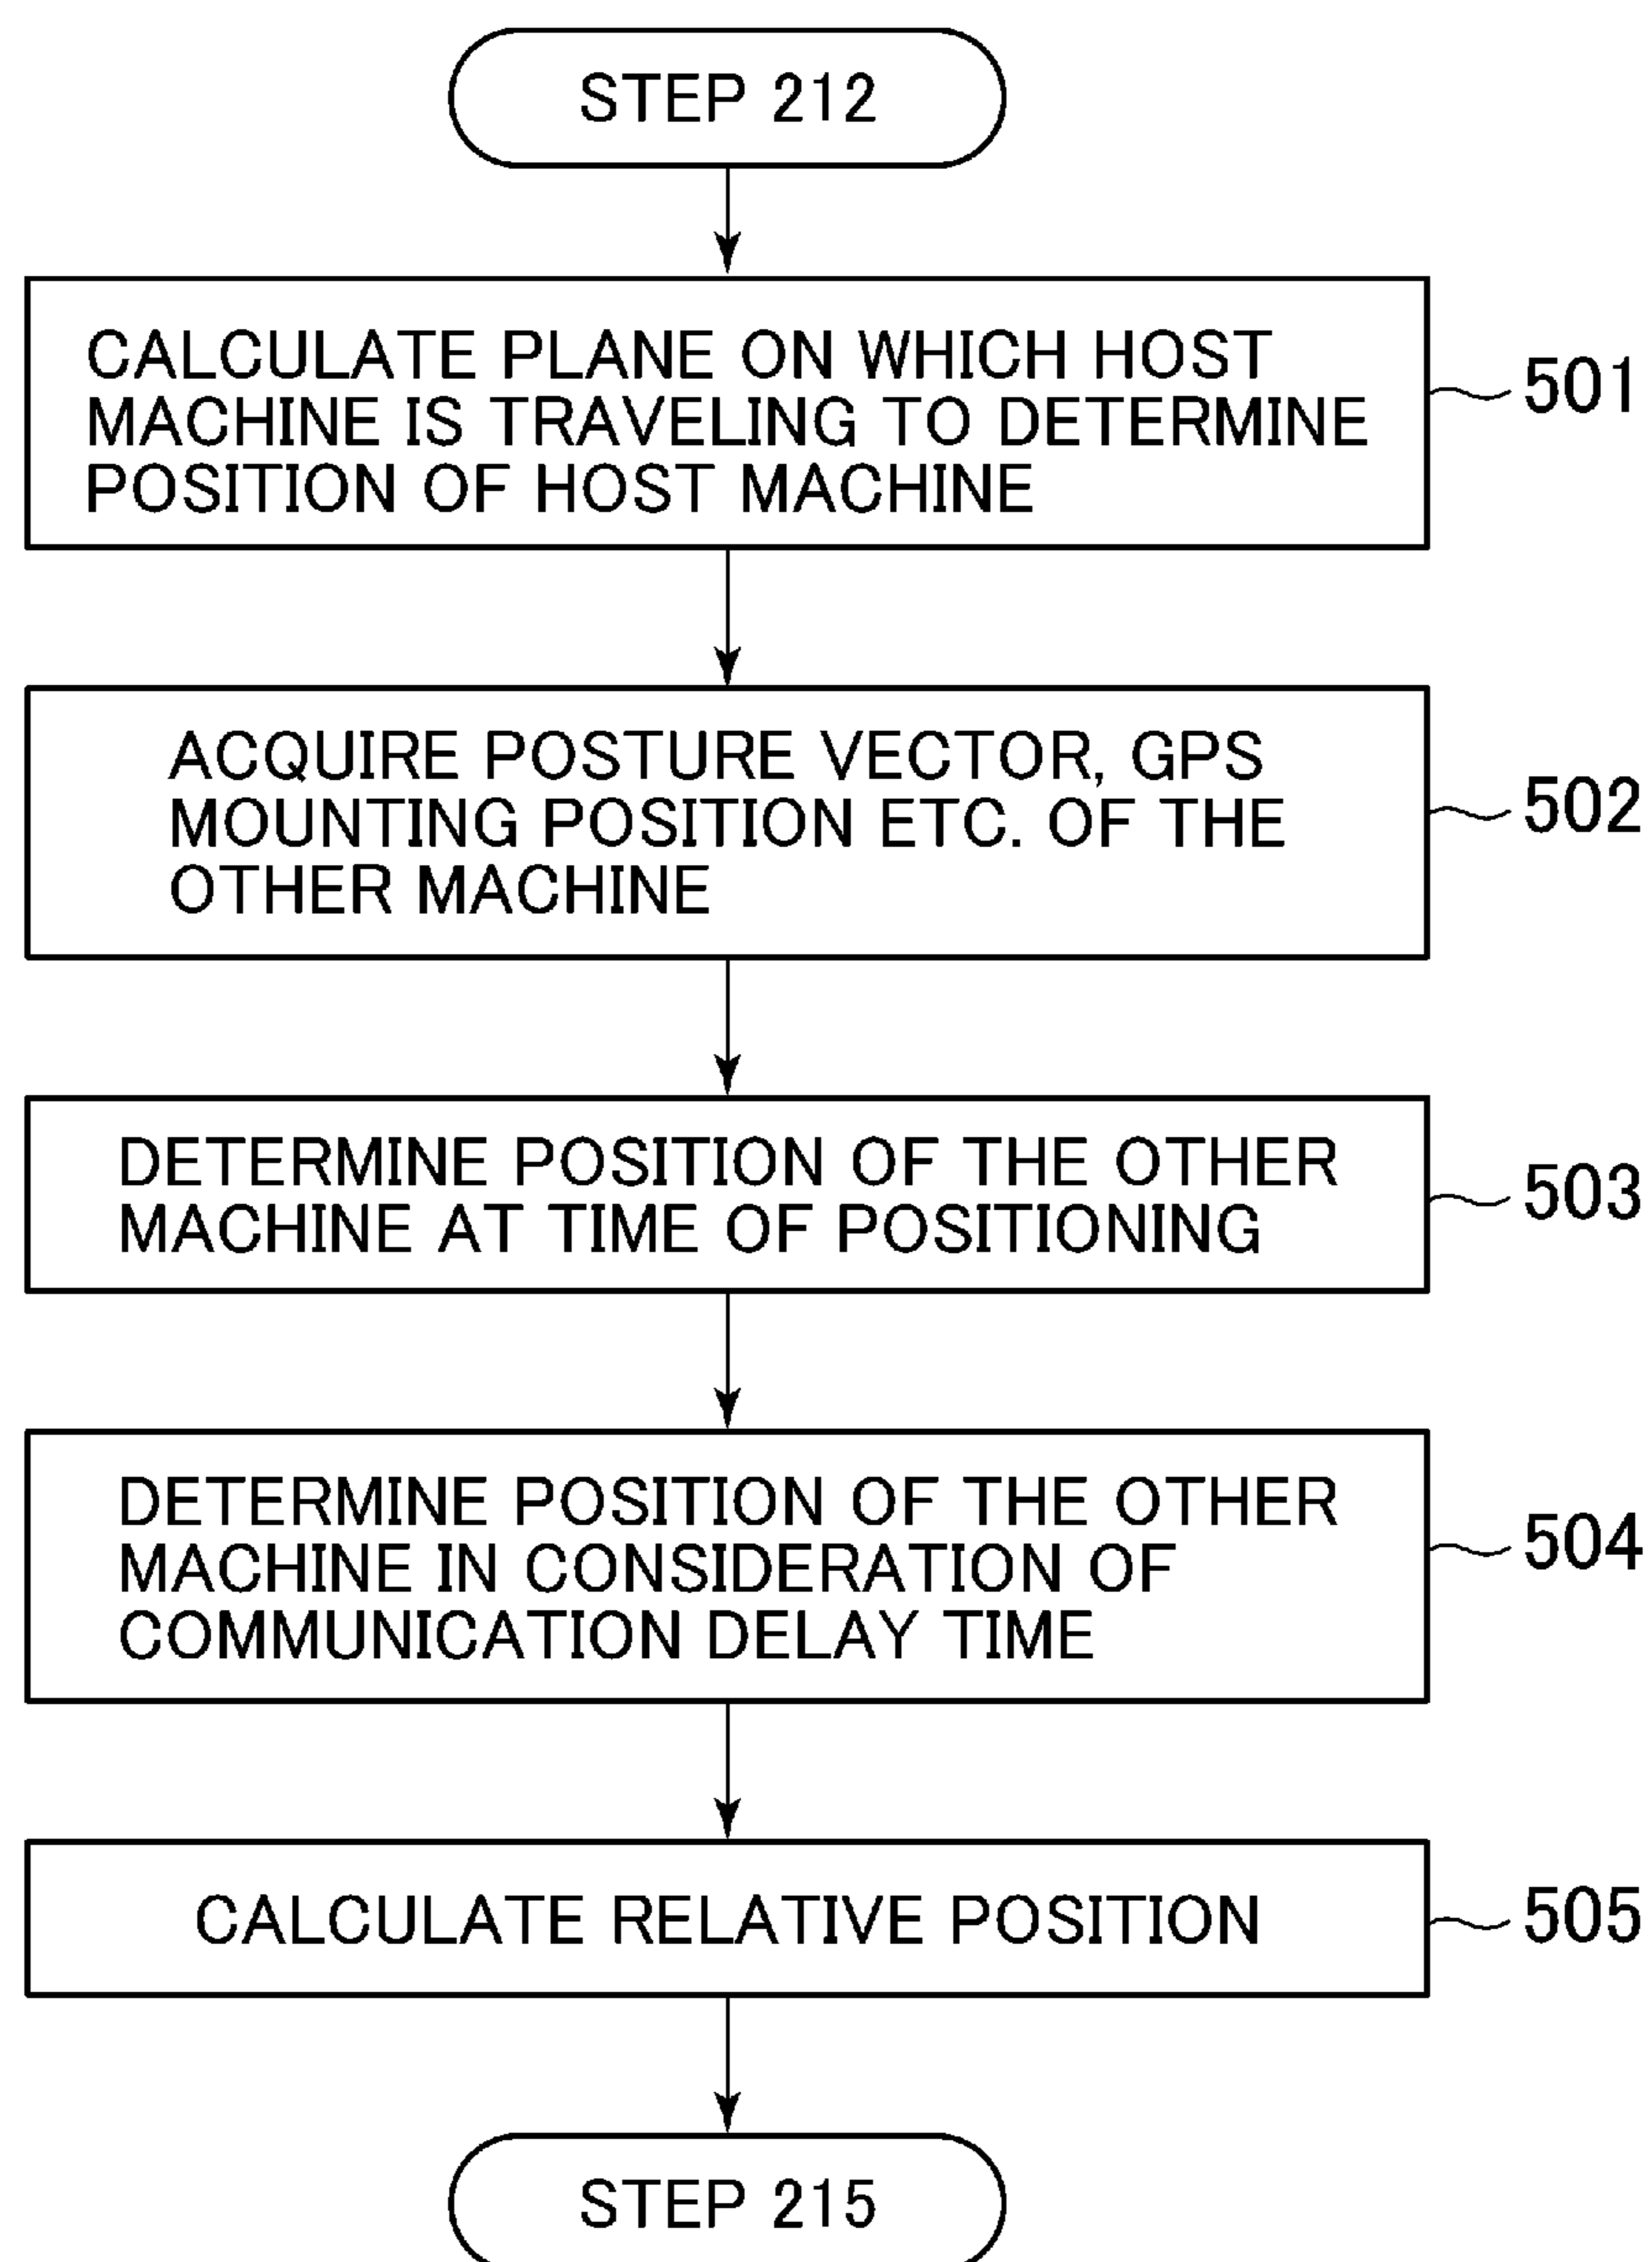 STEP 212
CALCULATE PLANE ON WHICH HOST
MACHINE IS TRAVELING TO DETERMINE
POSITION OF HOST MACHINE
501
ACQUIRE POSTURE VECTOR, GPS
MOUNTING POSITION ETC. OF THE
OTHER MACHINE
502
DETERMINE POSITION OF THE OTHER
MACHINE AT TIME OF POSITIONING
503
DETERMINE POSITION OF THE OTHER
MACHINE IN CONSIDERATION OF
COMMUNICATION DELAY TIME
504
CALCULATE RELATIVE POSITION
505
STEP 215